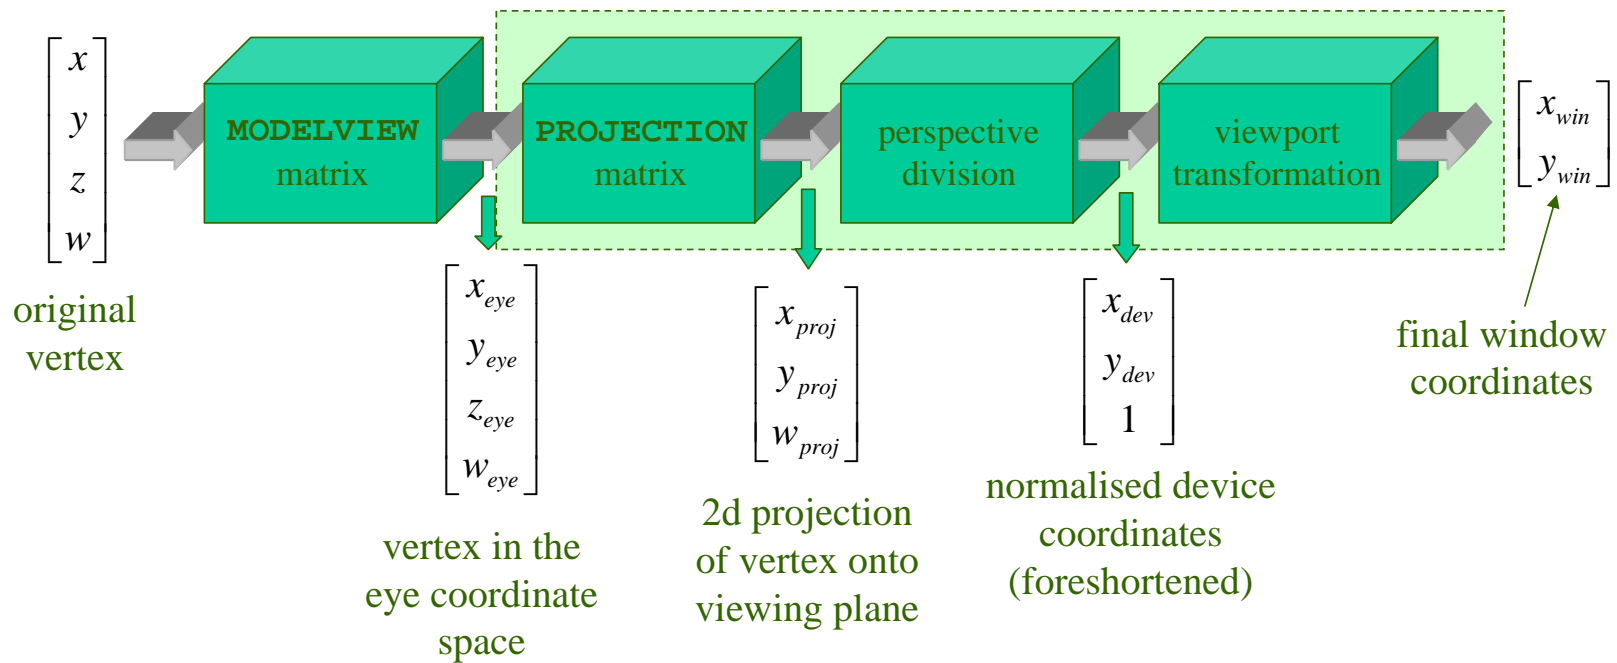 x
y
z
w
original
vertex
MODELVIEW
matrix
PROJECTION
matrix
perspective
division
viewport
transformation
x_win
y_win
final window
coordinates
x_eye
y_eye
z_eye
w_eye
vertex in the
eye coordinate
space
x_proj
y_proj
w_proj
2d projection
of vertex onto
viewing plane
x_dev
y_dev
1
normalised device
coordinates
(foreshortened)